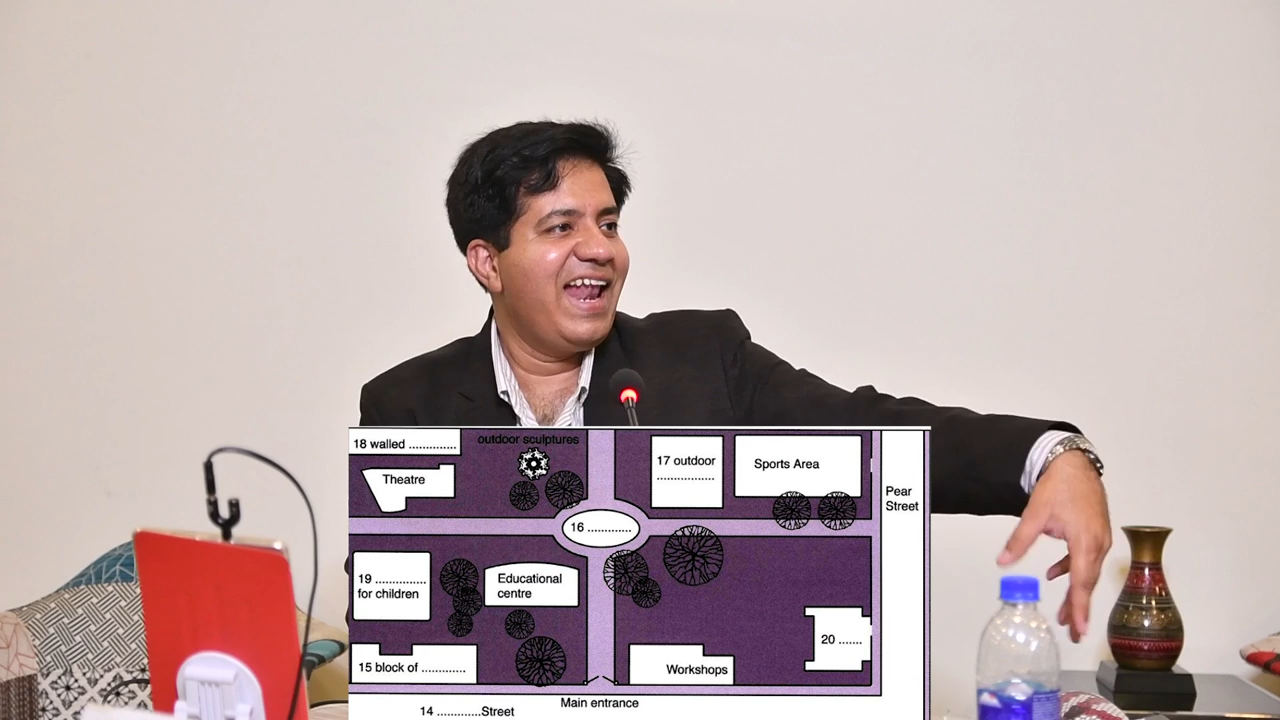 18 walled ..............
outdoor sculptures
Theatre
17 outdoor
.................
Sports Area
Pear
Street
16 .............
19 ..............
for children
Educational
centre
15 block of ..............
Workshops
20 .......
Main entrance
14 .............Street